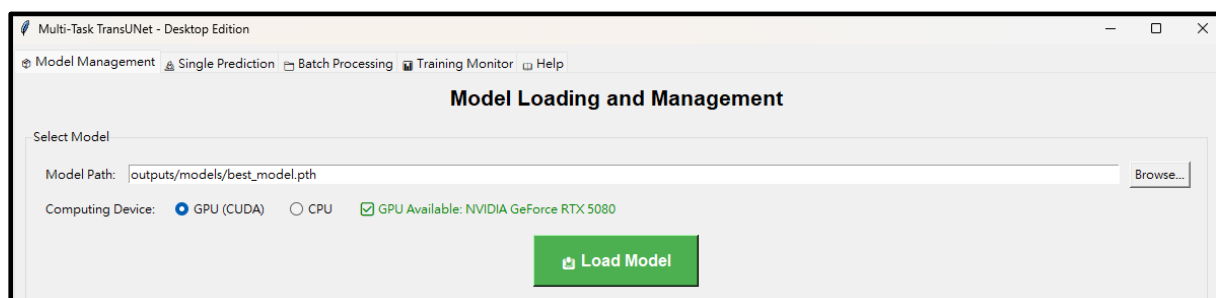 Multi-Task TransUNet - Desktop Edition
Model Management Single Prediction Batch Processing Training Monitor Help
Model Loading and Management
Select Model
Model Path: outputs/models/best_model.pth Browse...
Computing Device: GPU (CUDA) CPU GPU Available: NVIDIA GeForce RTX 5080
Load Model